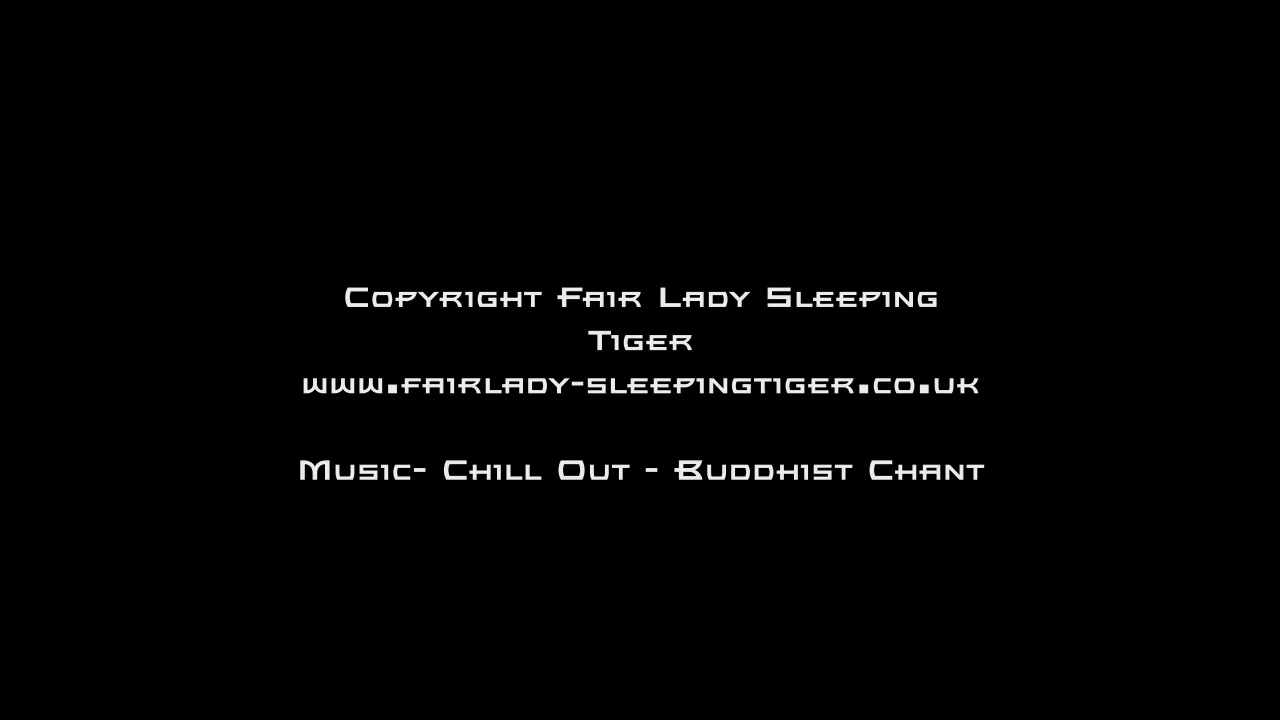 Copyright Fair Lady Sleeping
Tiger
www.fairlady-sleepingtiger.co.uk
Music- Chill Out - Buddhist Chant